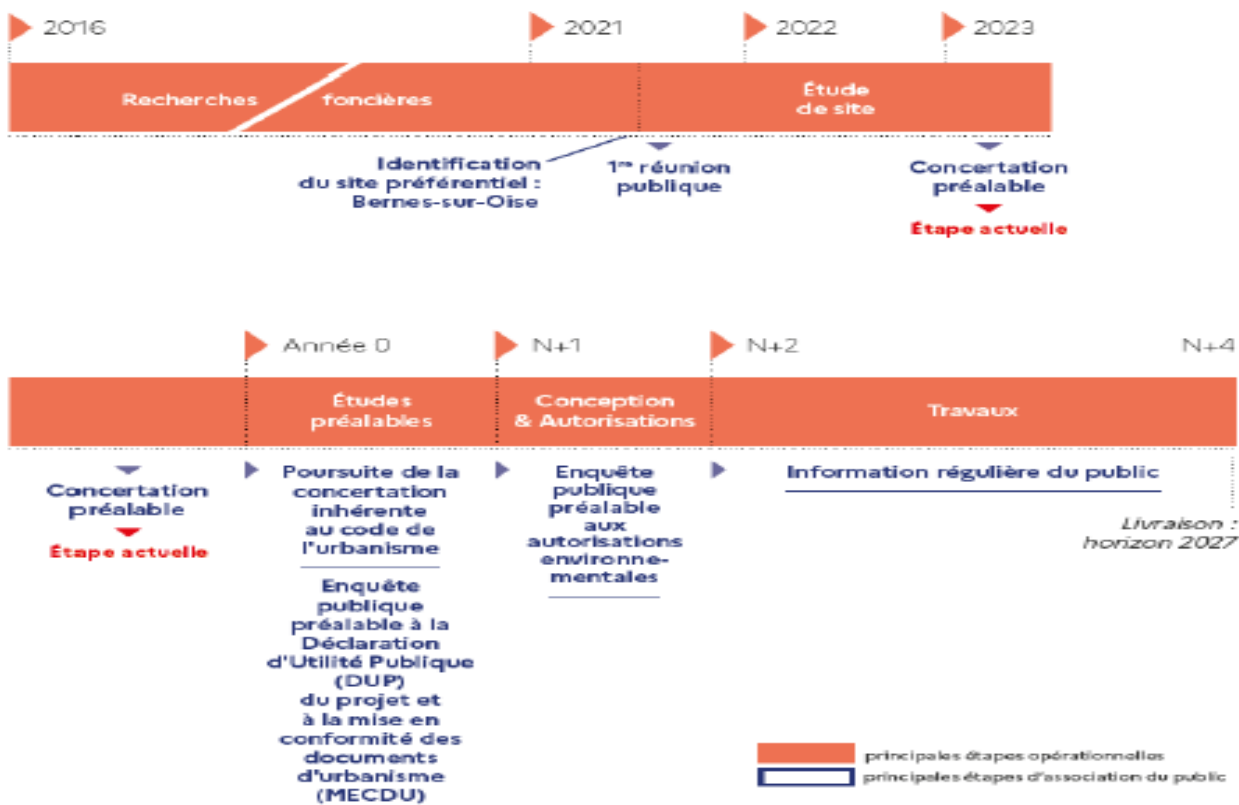 2016
2021
2022
2023
Recherches foncières
Étude
de site
Identification
du site préférentiel :
Bernes-sur-Oise
1re réunion
publique
Concertation
préalable
Étape actuelle
Année 0
N+1
N+2
N+4
Études
préalables
Conception
& Autorisations
Travaux
Concertation
préalable
Étape actuelle
Poursuite de la
concertation
inhérente
au code de
l'urbanisme
Enquête
publique
préalable à la
Déclaration
d'Utilité Publique
(DUP)
du projet et
à la mise en
conformité des
documents
d'urbanisme
(MECDU)
Enquête
publique
préalable
aux
autorisations
environne-
mentales
Information régulière du public
Livraison :
horizon 2027
principales étapes opérationnelles
principales étapes d'association du public